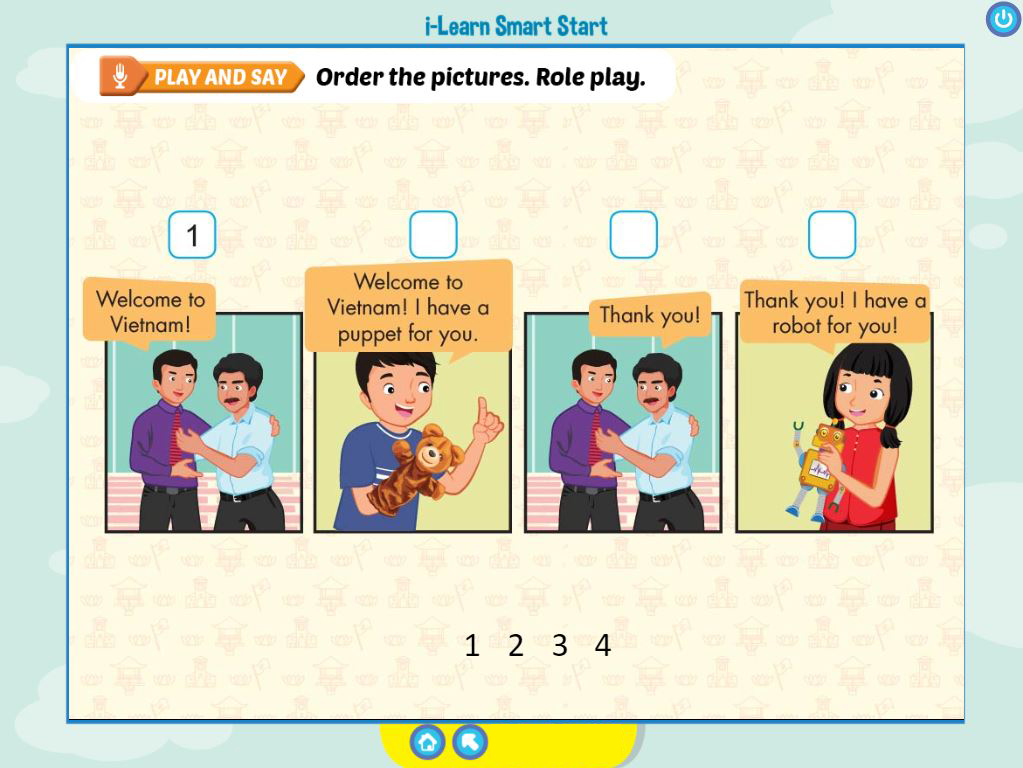 i-Learn Smart Start
PLAY AND SAY Order the pictures. Role play.
1
Welcome to
Vietnam!
Welcome to
Vietnam! I have a
puppet for you.
Thank you!
Thank you! I have a
robot for you!
1 2 3 4